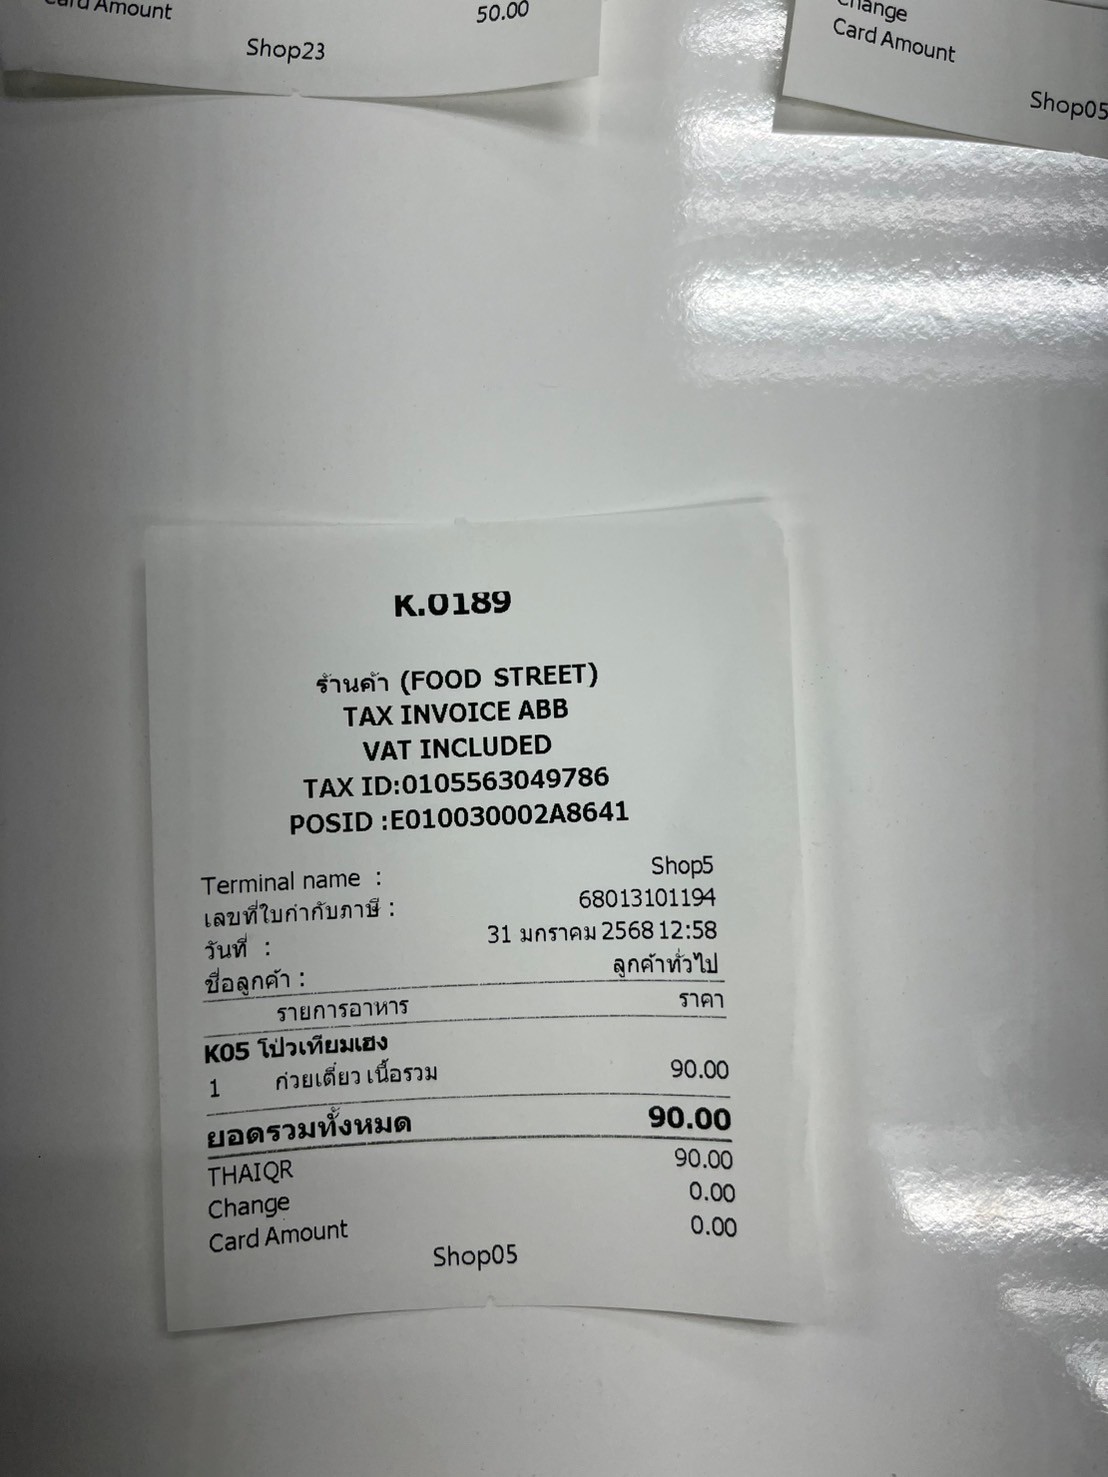 Card Amount 50.00
Shop23
Change
Card Amount
Shop05
K.0189
ร้านค้า (FOOD STREET)
TAX INVOICE ABB
VAT INCLUDED
TAX ID:0105563049786
POSID :E010030002A8641
Terminal name : Shop5
เลขที่ใบกำกับภาษี : 68013101194
วันที่ : 31 มกราคม 2568 12:58
ชื่อลูกค้า : ลูกค้าทั่วไป
รายการอาหาร ราคา
K05 โป่วเทียมเฮง
1 ก่วยเตี่ยว เนื้อรวม 90.00
ยอดรวมทั้งหมด 90.00
THAIQR 90.00
Change 0.00
Card Amount 0.00
Shop05